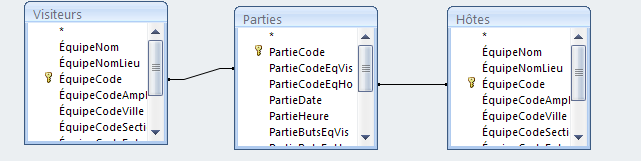 Visiteurs
*
ÉquipeNom
ÉquipeNomLieu
ÉquipeCode
ÉquipeCodeAmpl
ÉquipeCodeVille
ÉquipeCodeSecti
Parties
*
PartieCode
PartieCodeEqVis
PartieCodeEqHo
PartieDate
PartieHeure
PartieButsEqVis
Hôtes
*
ÉquipeNom
ÉquipeNomLieu
ÉquipeCode
ÉquipeCodeAmpl
ÉquipeCodeVille
ÉquipeCodeSecti